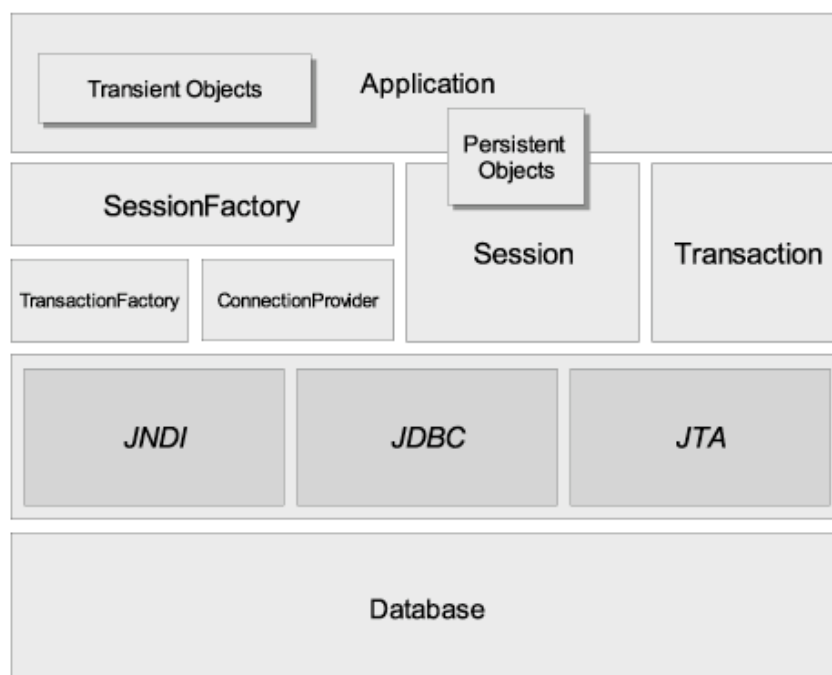 Transient Objects
Application
Persistent
Objects
SessionFactory
Session
Transaction
TransactionFactory
ConnectionProvider
JNDI
JDBC
JTA
Database